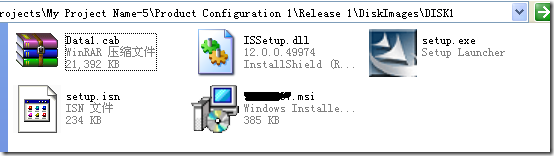 rojects\My Project Name-5\Product Configuration 1\Release 1\DiskImages\DISK1
Data1.cab
WinRAR 压缩文件
21,392 KB
ISSetup.dll
12.0.0.49974
InstallShield (R...
setup.exe
Setup Launcher
setup.isn
ISN 文件
234 KB
.msi
Windows Installe...
385 KB